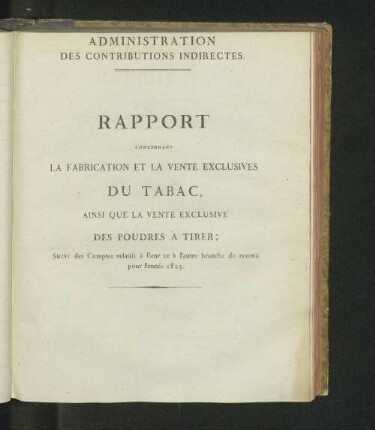 ADMINISTRATION
DES CONTRIBUTIONS INDIRECTES.
RAPPORT
CONCERNANT
LA FABRICATION ET LA VENTE EXCLUSIVES
DU TABAC,
AINSI QUE LA VENTE EXCLUSIVE
DES POUDRES À TIRER;
SUIVI des Comptes relatifs à l'une et à l'autre branche de revenu
pour l'année 1823.